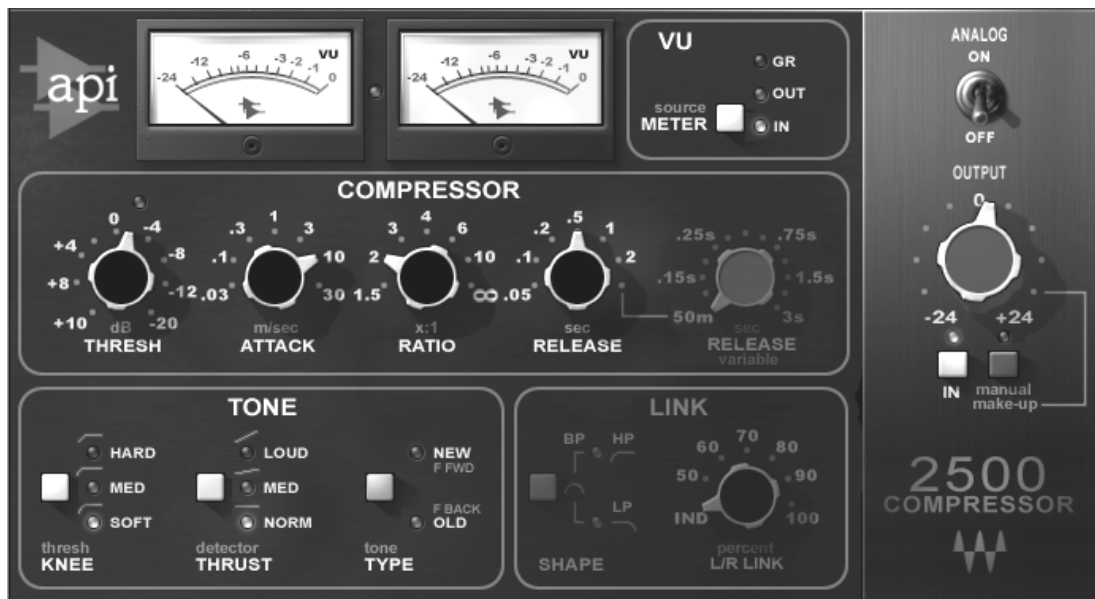 api
-24 -12 -6 -3 -2 -1 0 VU
-24 -12 -6 -3 -2 -1 0 VU
VU
GR
OUT
IN
source
METER
ANALOG
ON
OFF
OUTPUT
0
-24 +24
IN
manual
make-up
2500
COMPRESSOR
COMPRESSOR
+10 +8 +4 0 -4 -8 -12 -20
dB
THRESH
.03 .1 .3 1 3 10 30
m/sec
ATTACK
1.5 2 3 4 6 10 ∞
x:1
RATIO
.05 .1 .2 .5 1 2
sec
RELEASE
50m .15s .25s .75s 1.5s 3s
sec
RELEASE
variable
TONE
HARD
MED
SOFT
thresh
KNEE
LOUD
MED
NORM
detector
THRUST
NEW
F FWD
F BACK
OLD
tone
TYPE
LINK
BP HP
LP
SHAPE
IND 50 60 70 80 90 100
percent
L/R LINK